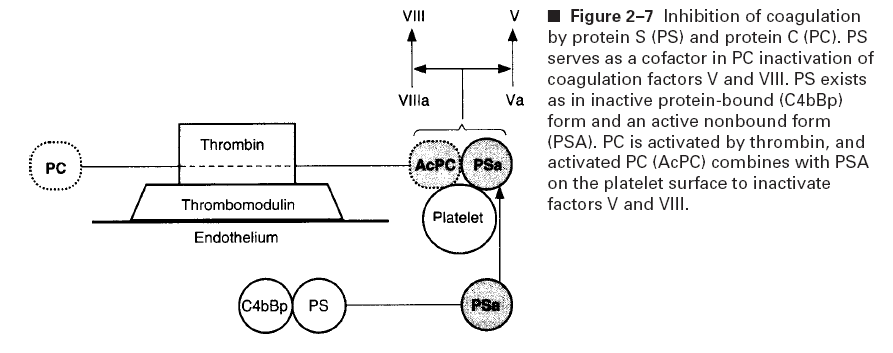 VIII
V
VIIIa
Va
Thrombin
PC
AcPC
PSa
Thrombomodulin
Platelet
Endothelium
C4bBp
PS
PSa
■ Figure 2–7 Inhibition of coagulation
by protein S (PS) and protein C (PC). PS
serves as a cofactor in PC inactivation of
coagulation factors V and VIII. PS exists
as in inactive protein-bound (C4bBp)
form and an active nonbound form
(PSA). PC is activated by thrombin, and
activated PC (AcPC) combines with PSA
on the platelet surface to inactivate
factors V and VIII.